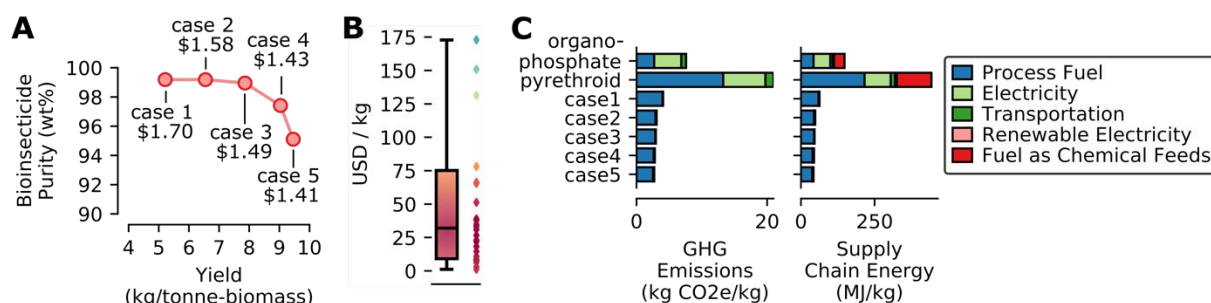 A
case 2
$1.58
case 4
$1.43
case 1
$1.70
case 3
$1.49
case 5
$1.41
Bioinsecticide
Purity (wt%)
100
98
96
94
92
90
4 5 6 7 8 9 10
Yield
(kg/tonne-biomass)
B
USD / kg
175
150
125
100
75
50
25
0
C
organo-
phosphate
pyrethroid
case1
case2
case3
case4
case5
0 20
GHG
Emissions
(kg CO2e/kg)
0 250
Supply
Chain Energy
(MJ/kg)
Process Fuel
Electricity
Transportation
Renewable Electricity
Fuel as Chemical Feeds